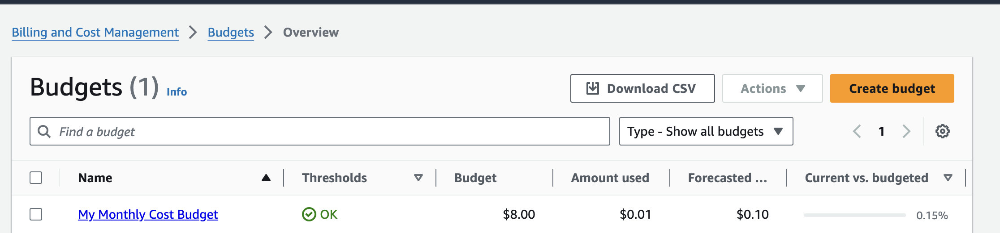 Billing and Cost Management > Budgets > Overview
Budgets (1) Info
Download CSV
Actions
Create budget
Find a budget
Type - Show all budgets
1
Name Thresholds Budget Amount used Forecasted ... Current vs. budgeted
My Monthly Cost Budget OK $8.00 $0.01 $0.10 0.15%